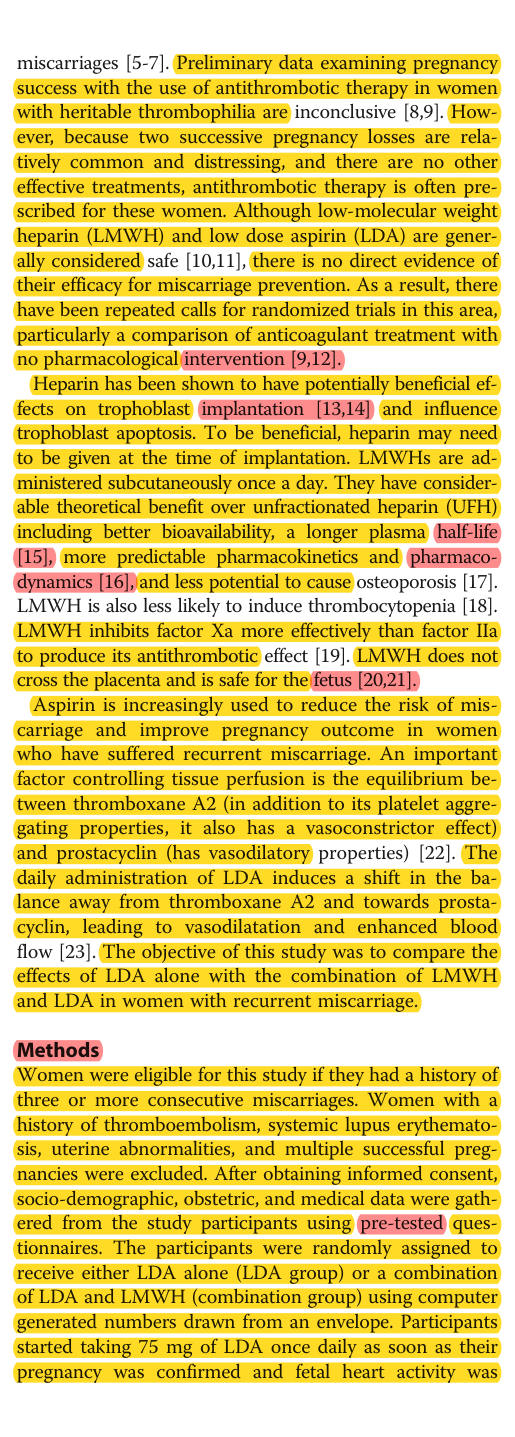 miscarriages [5-7]. Preliminary data examining pregnancy
success with the use of antithrombotic therapy in women
with heritable thrombophilia are inconclusive [8,9]. How-
ever, because two successive pregnancy losses are rela-
tively common and distressing, and there are no other
effective treatments, antithrombotic therapy is often pre-
scribed for these women. Although low-molecular weight
heparin (LMWH) and low dose aspirin (LDA) are gener-
ally considered safe [10,11], there is no direct evidence of
their efficacy for miscarriage prevention. As a result, there
have been repeated calls for randomized trials in this area,
particularly a comparison of anticoagulant treatment with
no pharmacological intervention [9,12].
Heparin has been shown to have potentially beneficial ef-
fects on trophoblast implantation [13,14] and influence
trophoblast apoptosis. To be beneficial, heparin may need
to be given at the time of implantation. LMWHs are ad-
ministered subcutaneously once a day. They have consider-
able theoretical benefit over unfractionated heparin (UFH)
including better bioavailability, a longer plasma half-life
[15], more predictable pharmacokinetics and pharmaco-
dynamics [16], and less potential to cause osteoporosis [17].
LMWH is also less likely to induce thrombocytopenia [18].
LMWH inhibits factor Xa more effectively than factor IIa
to produce its antithrombotic effect [19]. LMWH does not
cross the placenta and is safe for the fetus [20,21].
Aspirin is increasingly used to reduce the risk of mis-
carriage and improve pregnancy outcome in women
who have suffered recurrent miscarriage. An important
factor controlling tissue perfusion is the equilibrium be-
tween thromboxane A2 (in addition to its platelet aggre-
gating properties, it also has a vasoconstrictor effect)
and prostacyclin (has vasodilatory properties) [22]. The
daily administration of LDA induces a shift in the ba-
lance away from thromboxane A2 and towards prosta-
cyclin, leading to vasodilatation and enhanced blood
flow [23]. The objective of this study was to compare the
effects of LDA alone with the combination of LMWH
and LDA in women with recurrent miscarriage.
Methods
Women were eligible for this study if they had a history of
three or more consecutive miscarriages. Women with a
history of thromboembolism, systemic lupus erythemato-
sis, uterine abnormalities, and multiple successful preg-
nancies were excluded. After obtaining informed consent,
socio-demographic, obstetric, and medical data were gath-
ered from the study participants using pre-tested ques-
tionnaires. The participants were randomly assigned to
receive either LDA alone (LDA group) or a combination
of LDA and LMWH (combination group) using computer
generated numbers drawn from an envelope. Participants
started taking 75 mg of LDA once daily as soon as their
pregnancy was confirmed and fetal heart activity was